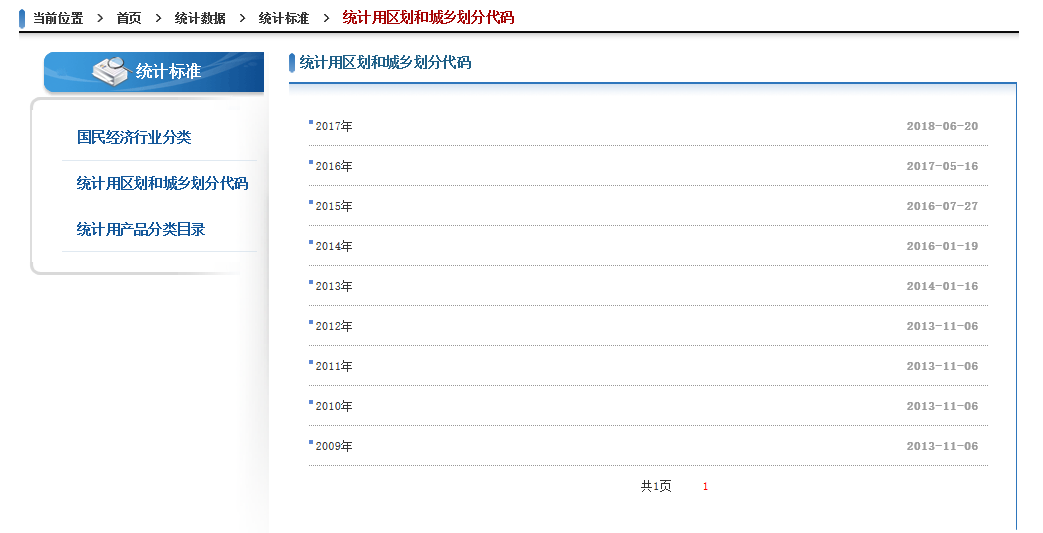 当前位置 > 首页 > 统计数据 > 统计标准 > 统计用区划和城乡划分代码
统计标准
国民经济行业分类
统计用区划和城乡划分代码
统计用产品分类目录
统计用区划和城乡划分代码
2017年 2018-06-20
2016年 2017-05-16
2015年 2016-07-27
2014年 2016-01-19
2013年 2014-01-16
2012年 2013-11-06
2011年 2013-11-06
2010年 2013-11-06
2009年 2013-11-06
共1页 1